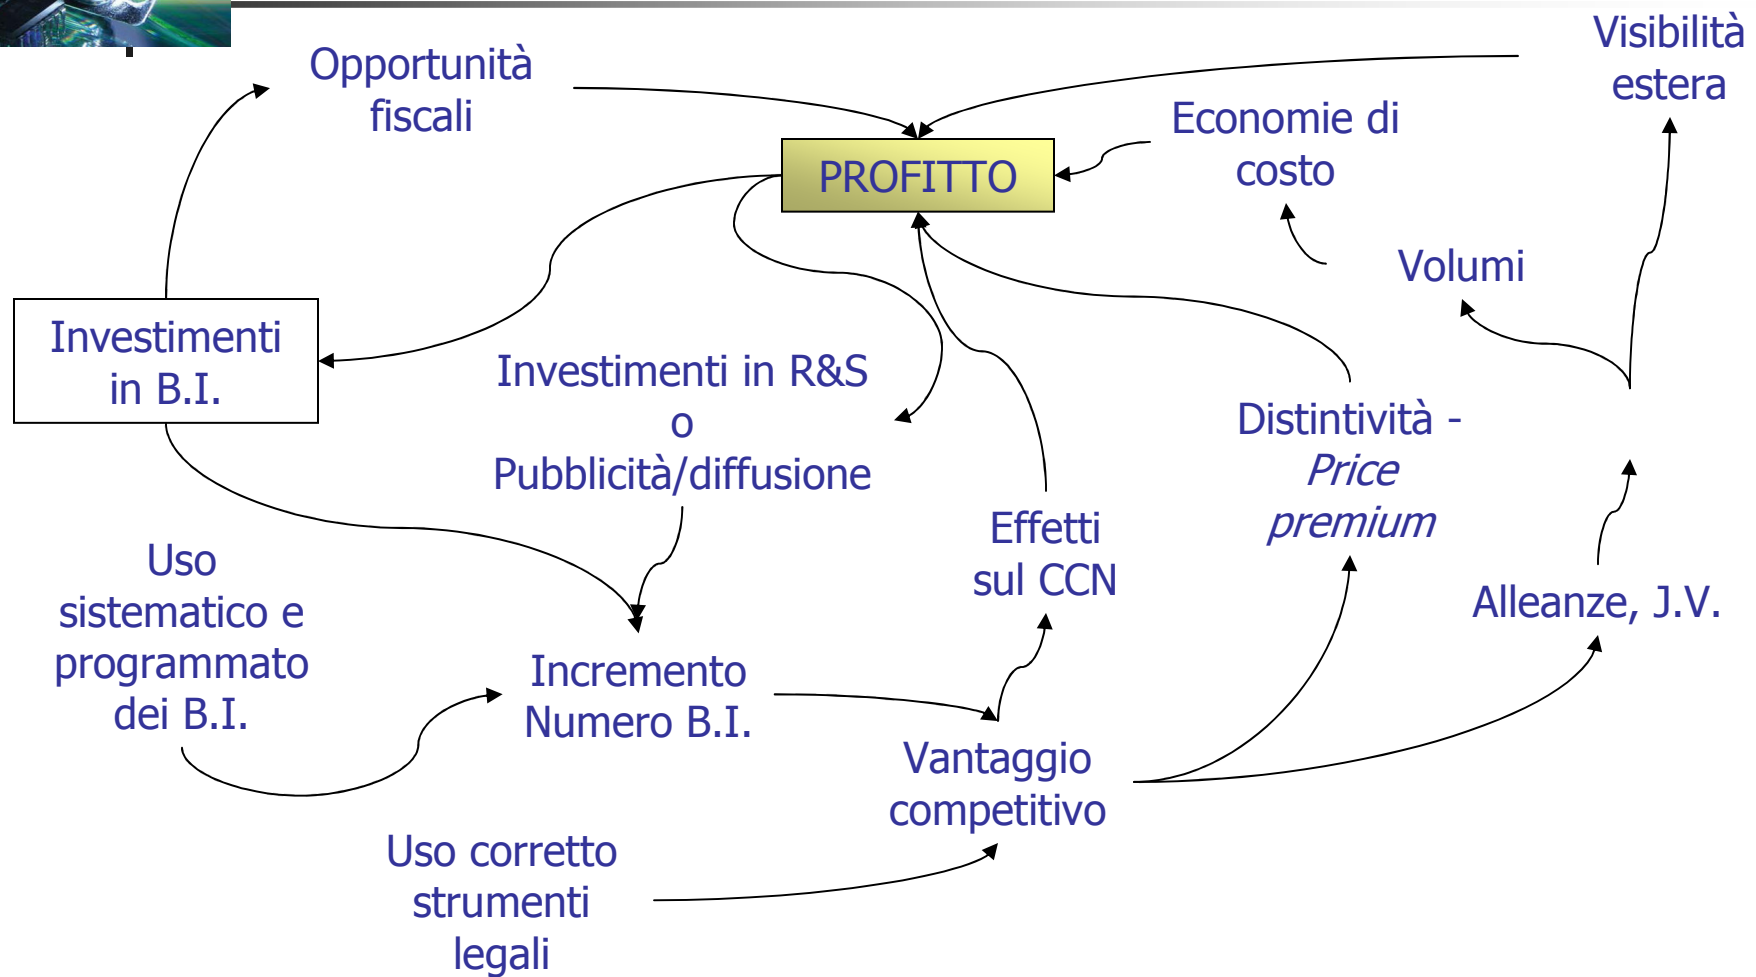 Opportunità
fiscali
Visibilità
estera
Economie di
costo
PROFITTO
Volumi
Investimenti
in B.I.
Investimenti in R&S
o
Pubblicità/diffusione
Distintività -
Price
premium
Effetti
sul CCN
Alleanze, J.V.
Uso
sistematico e
programmato
dei B.I.
Incremento
Numero B.I.
Vantaggio
competitivo
Uso corretto
strumenti
legali